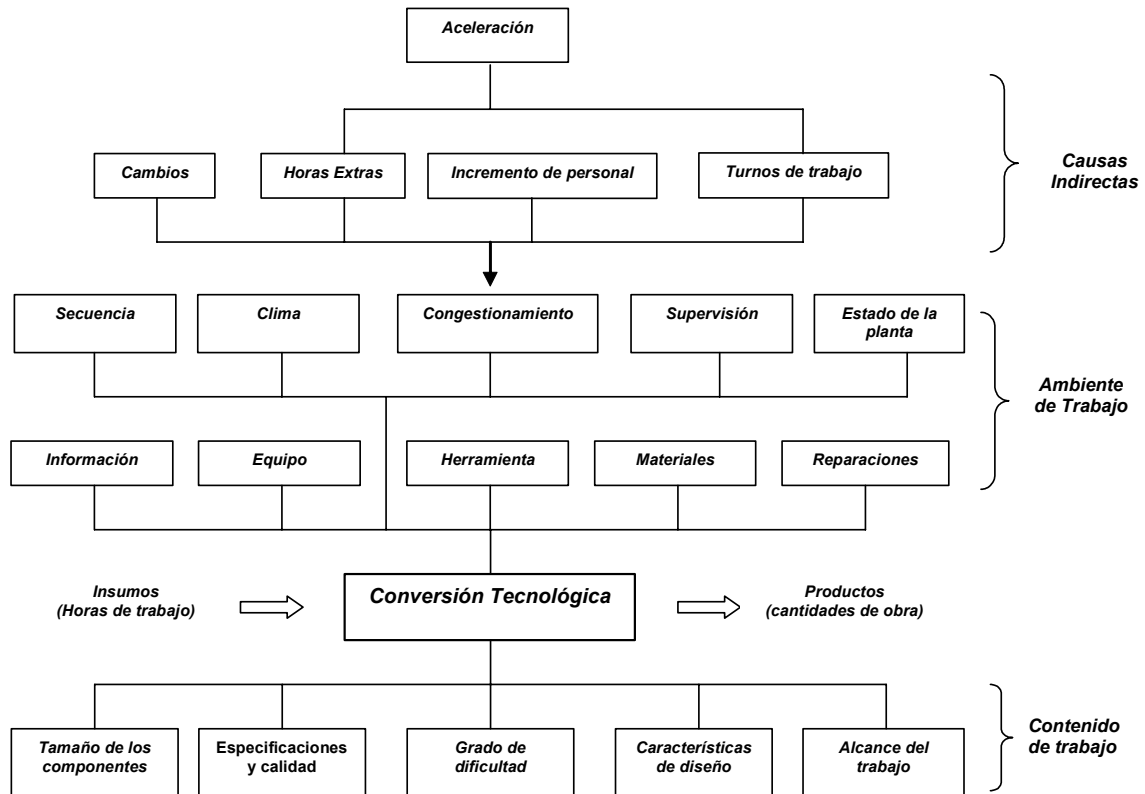 Aceleración
Cambios
Horas Extras
Incremento de personal
Turnos de trabajo
Causas
Indirectas
Secuencia
Clima
Congestionamiento
Supervisión
Estado de la
planta
Ambiente
de Trabajo
Información
Equipo
Herramienta
Materiales
Reparaciones
Insumos
(Horas de trabajo)
Conversión Tecnológica
Productos
(cantidades de obra)
Tamaño de los
componentes
Especificaciones
y calidad
Grado de
dificultad
Características
de diseño
Alcance del
trabajo
Contenido
de trabajo